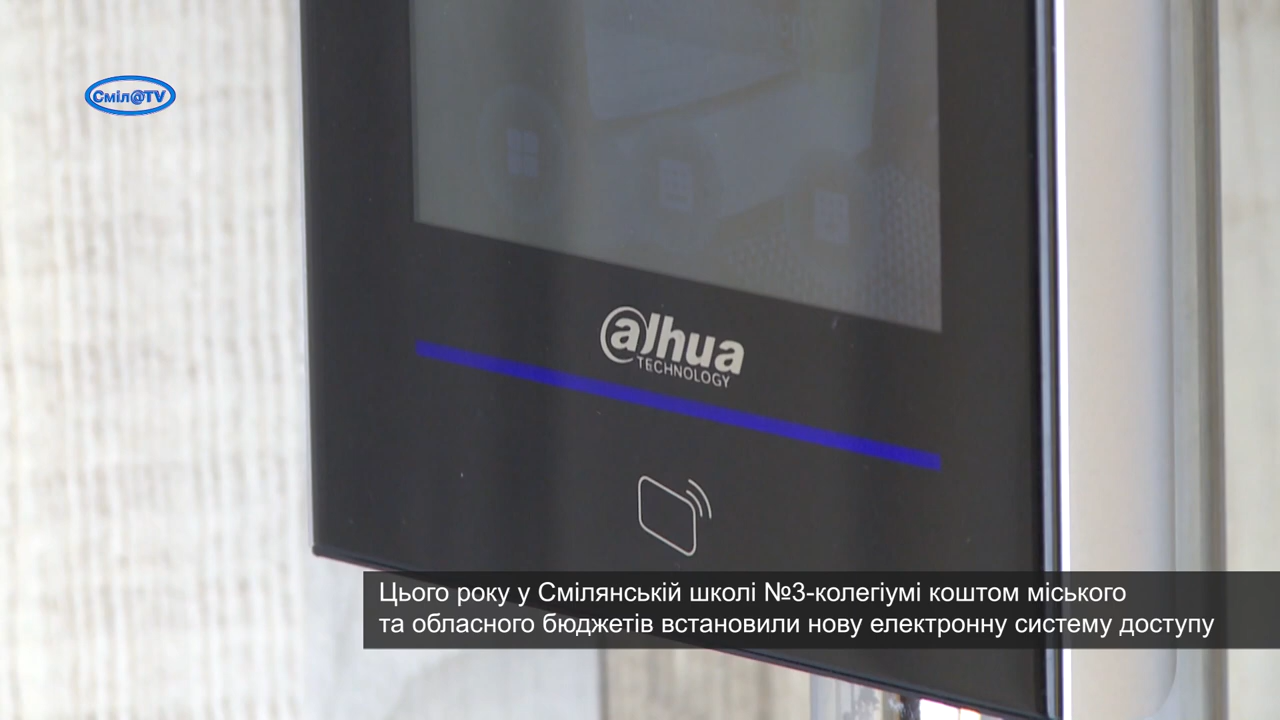 Сміл@TV
alhua
TECHNOLOGY
Цього року у Смілянській школі №3-колегіумі коштом міського
та обласного бюджетів встановили нову електронну систему доступу